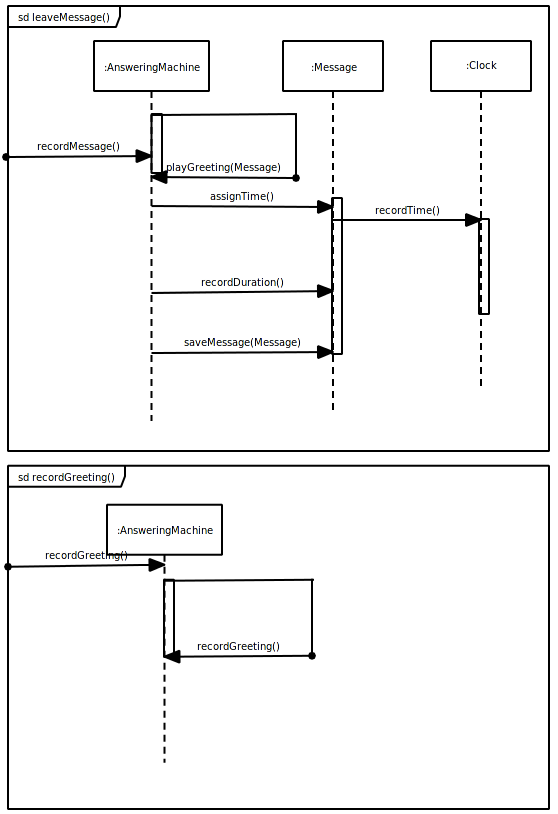 sd leaveMessage()
:AnsweringMachine
:Message
:Clock
recordMessage()
playGreeting(Message)
assignTime()
recordTime()
recordDuration()
saveMessage(Message)
sd recordGreeting()
:AnsweringMachine
recordGreeting()
recordGreeting()